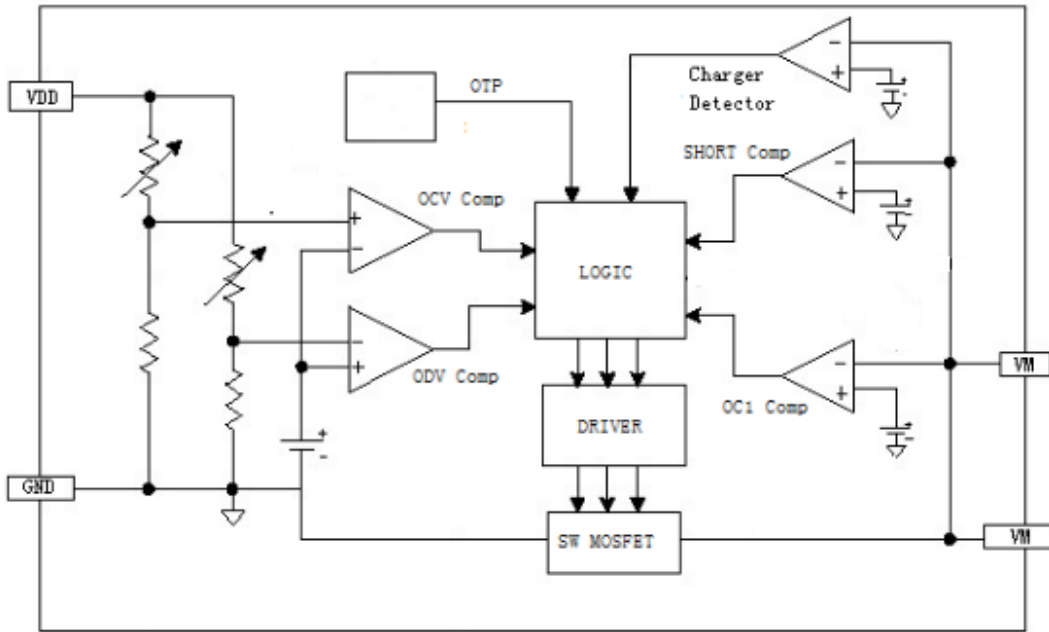 VDD
OTP
Charger
Detector
SHORT Comp
OCV Comp
LOGIC
ODV Comp
OC1 Comp
VM
DRIVER
GND
SW MOSFET
VM